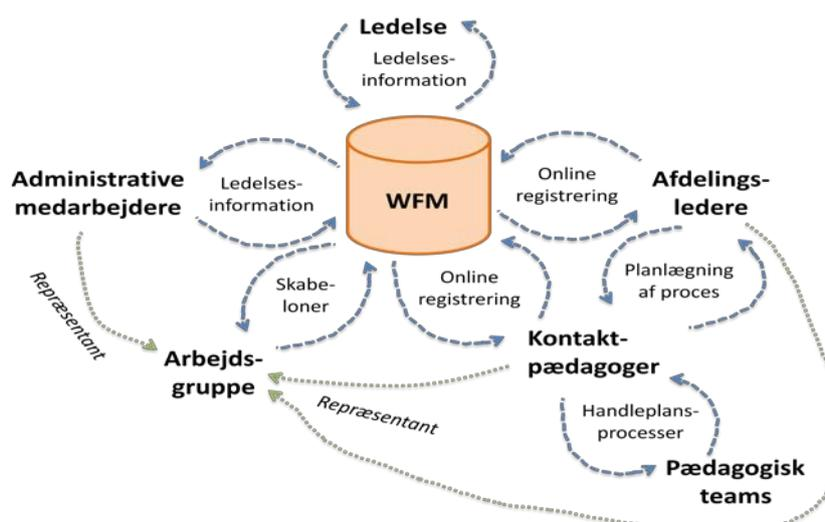 Ledelse
Ledelses-
information
Administrative
medarbejdere
Ledelses-
information
WFM
Online
registrering
Afdelings-
ledere
Skabe-
loner
Online
registrering
Planlægning
af proces
Repræsentant
Arbejds-
gruppe
Kontakt-
pædagoger
Repræsentant
Handleplans-
processer
Pædagogisk
teams